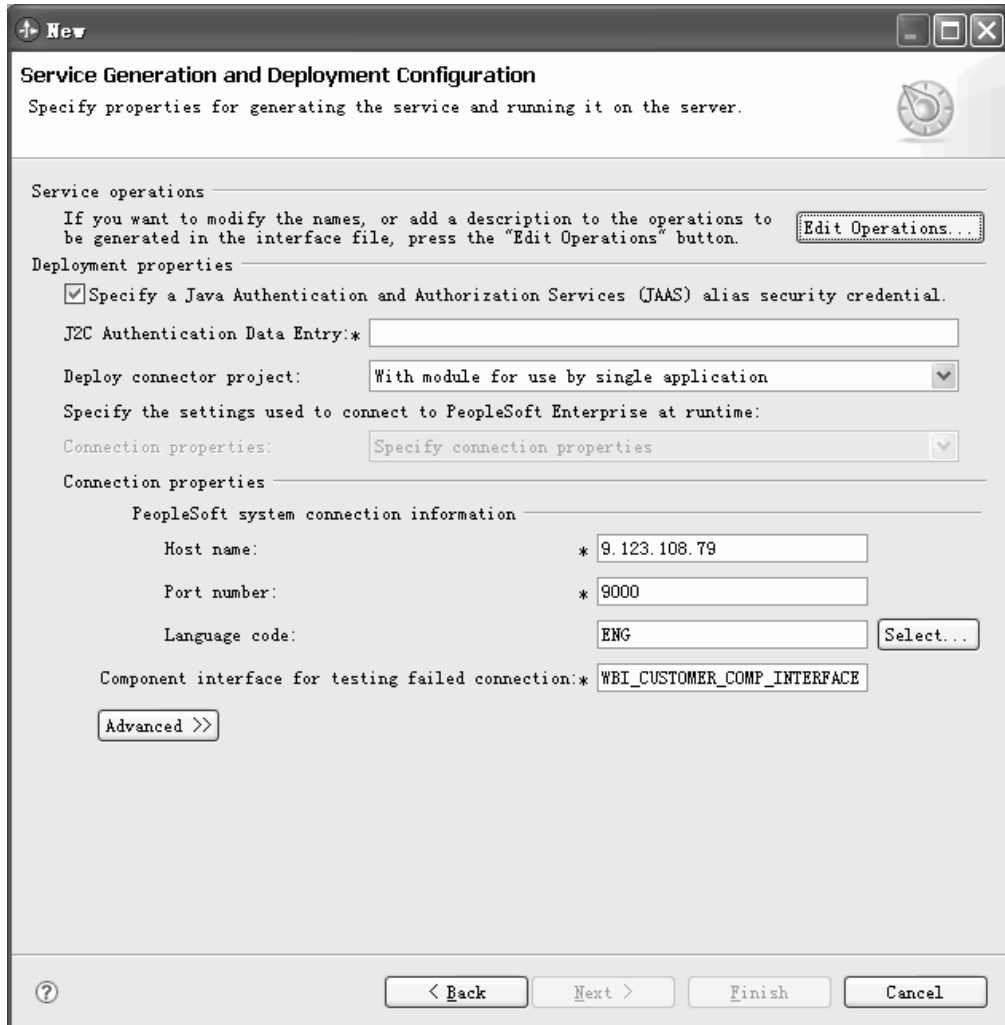 New
Service Generation and Deployment Configuration
Specify properties for generating the service and running it on the server.
Service operations
If you want to modify the names, or add a description to the operations to
be generated in the interface file, press the "Edit Operations" button.
Edit Operations...
Deployment properties
Specify a Java Authentication and Authorization Services (JAAS) alias security credential.
J2C Authentication Data Entry:*
Deploy connector project: With module for use by single application
Specify the settings used to connect to PeopleSoft Enterprise at runtime:
Connection properties: Specify connection properties
Connection properties
PeopleSoft system connection information
Host name: * 9.123.108.79
Port number: * 9000
Language code: ENG Select...
Component interface for testing failed connection:* WBI_CUSTOMER_COMP_INTERFACE
Advanced >>
? < Back Next > Finish Cancel